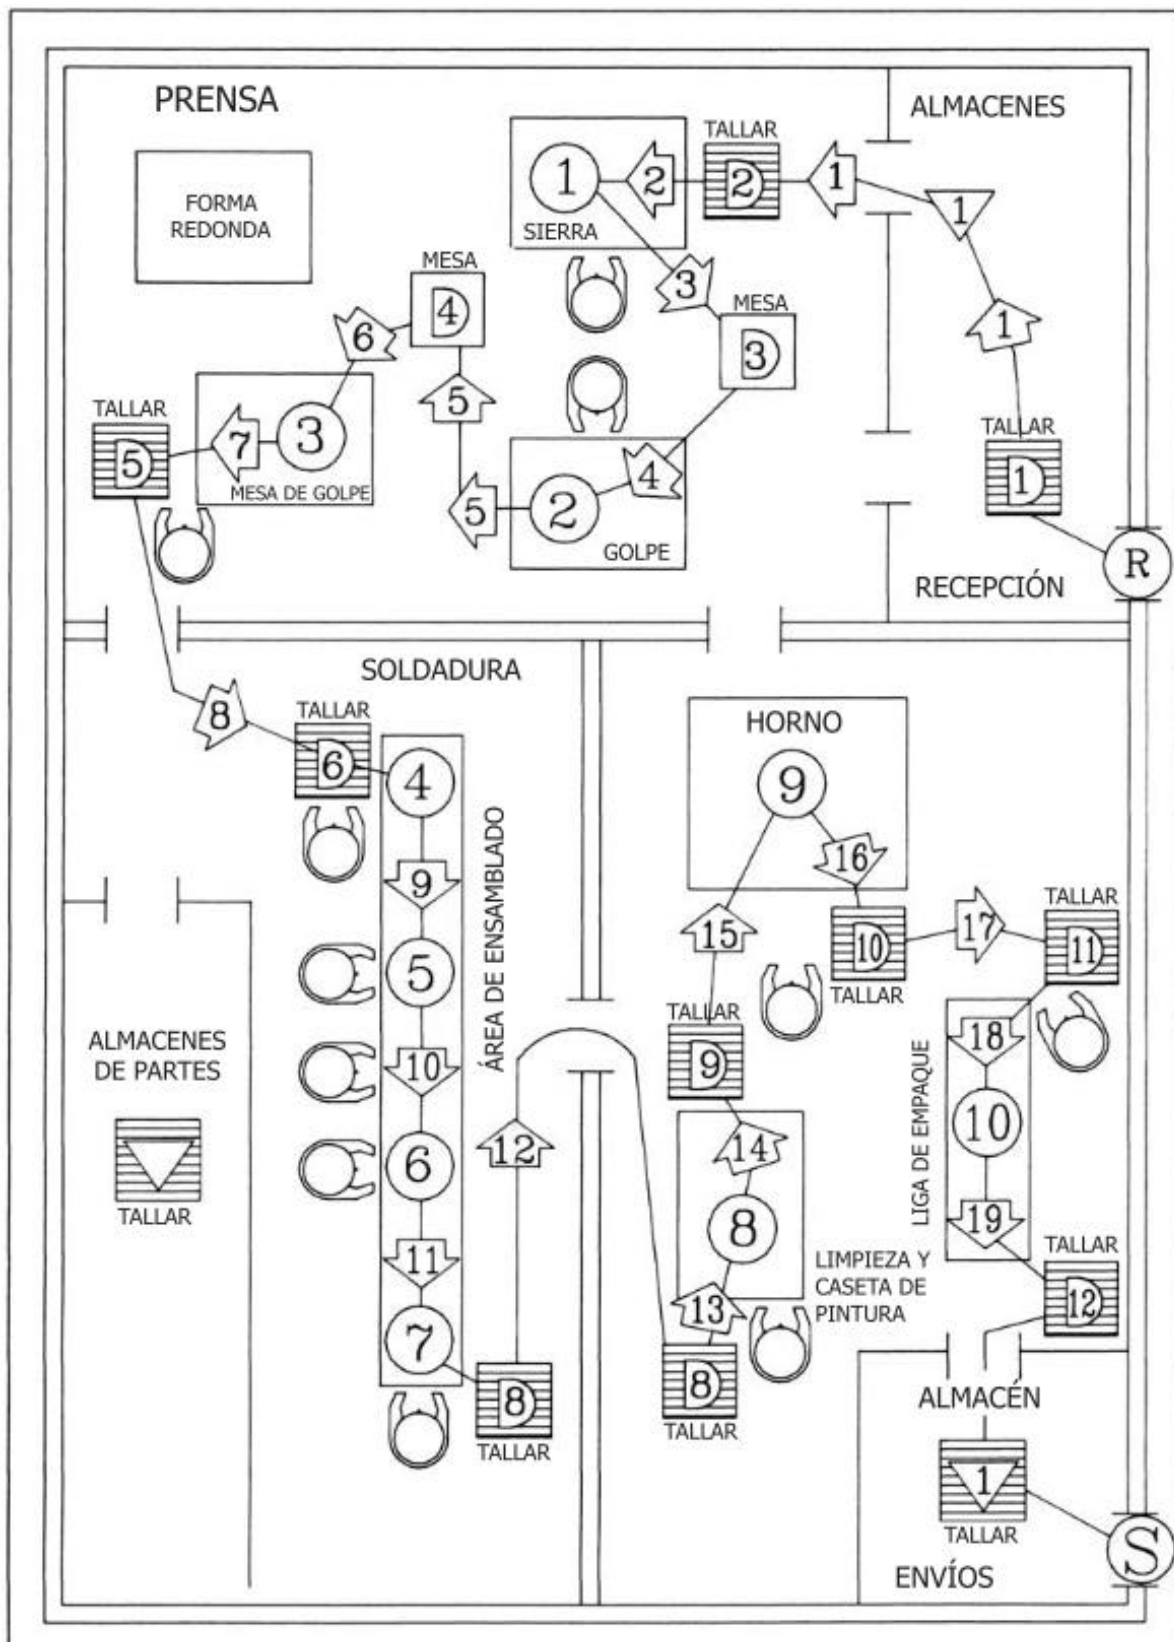 PRENSA
ALMACENES
FORMA
REDONDA
TALLAR
1
2
2
1
1
SIERRA
MESA
3
MESA
6
4
3
1
TALLAR
7
3
5
TALLAR
5
MESA DE GOLPE
4
1
5
2
GOLPE
R
RECEPCIÓN
SOLDADURA
8
TALLAR
6
4
HORNO
9
16
ÁREA DE ENSAMBLADO
9
TALLAR
15
10
17
11
5
TALLAR
TALLAR
9
ALMACENES
DE PARTES
10
18
LIGA DE EMPAQUE
10
12
14
6
TALLAR
8
19
11
LIMPIEZA Y
CASETA DE
PINTURA
TALLAR
13
12
7
8
TALLAR
8
TALLAR
ALMACÉN
1
TALLAR
S
ENVÍOS